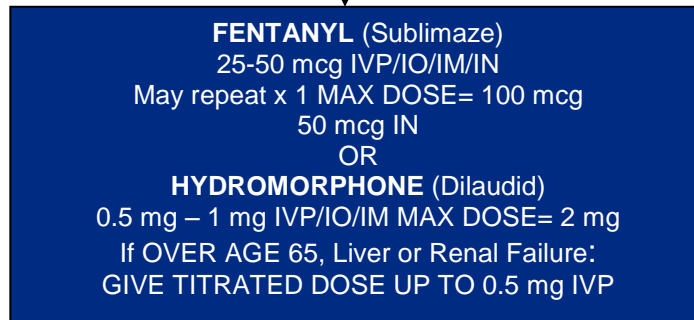 FENTANYL (Sublimaze)
25-50 mcg IVP/IO/IM/IN
May repeat x 1 MAX DOSE= 100 mcg
50 mcg IN
OR
HYDROMORPHONE (Dilaudid)
0.5 mg – 1 mg IVP/IO/IM MAX DOSE= 2 mg
If OVER AGE 65, Liver or Renal Failure:
GIVE TITRATED DOSE UP TO 0.5 mg IVP